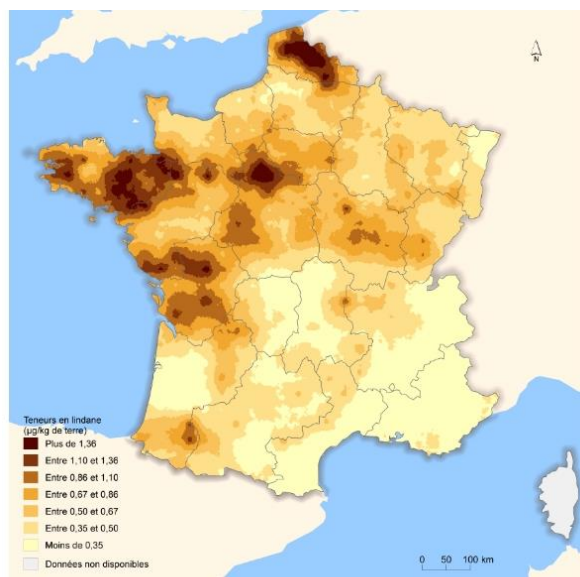 N
Teneurs en lindane
(µg/kg de terre)
Plus de 1,36
Entre 1,10 et 1,36
Entre 0,86 et 1,10
Entre 0,67 et 0,86
Entre 0,50 et 0,67
Entre 0,35 et 0,50
Moins de 0,35
Données non disponibles
0 50 100 km